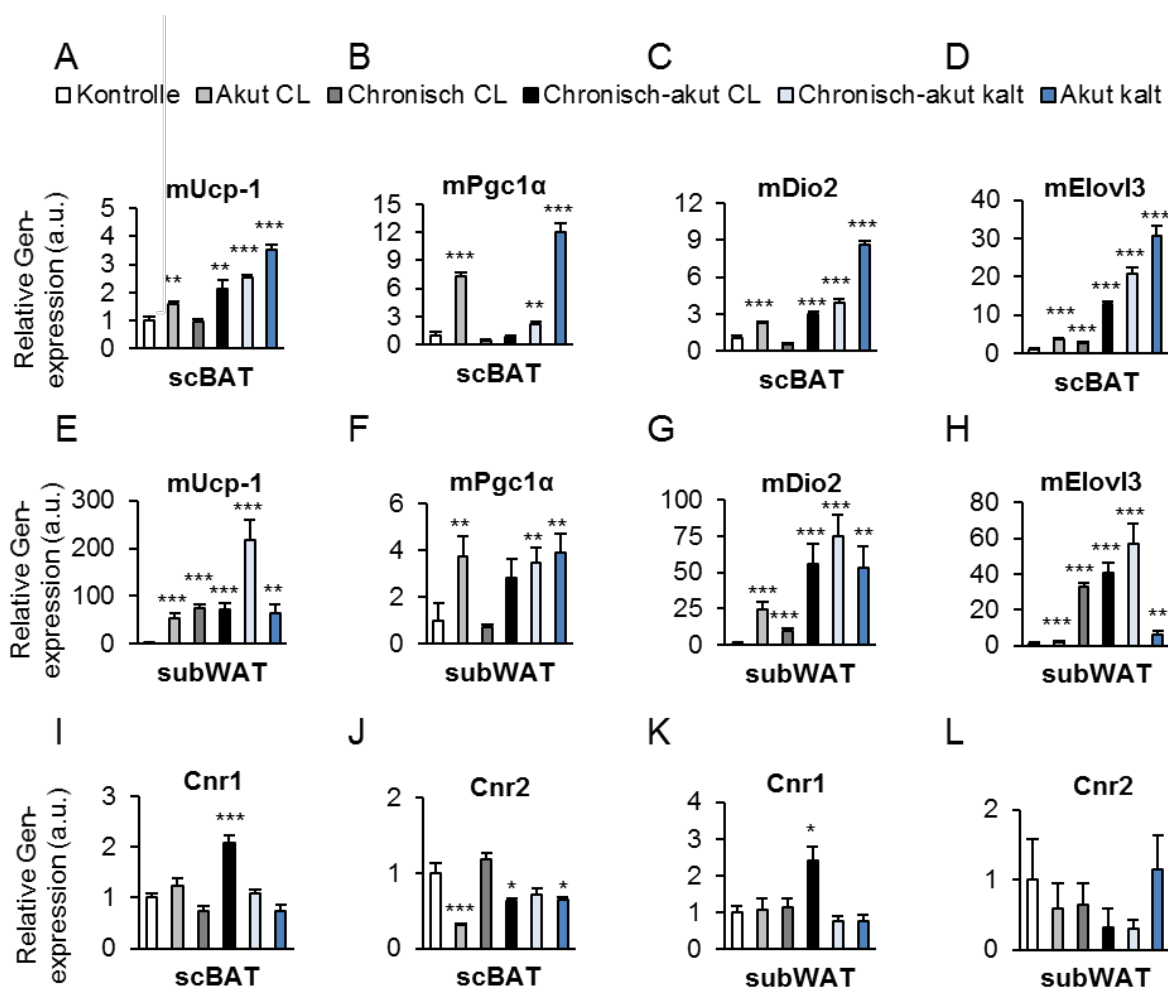 A B C D
Kontrolle Akut CL Chronisch CL Chronisch-akut CL Chronisch-akut kalt Akut kalt
mUcp-1 mPgc1α mDio2 mElovl3
Relative Gen-
expression (a.u.)
5 4 3 2 1 0
** ** *** ***
15 12 9 6 3 0
*** ** ***
12 9 6 3 0
*** *** *** ***
40 30 20 10 0
*** *** *** *** ***
scBAT scBAT scBAT scBAT
E F G H
mUcp-1 mPgc1α mDio2 mElovl3
Relative Gen-
expression (a.u.)
300 200 100 0
*** *** *** *** **
6 4 2 0
** ** **
100 75 50 25 0
*** *** *** *** **
60 40 20 0
*** *** *** *** **
subWAT subWAT subWAT subWAT
I J K L
Cnr1 Cnr2 Cnr1 Cnr2
Relative Gen-
expression (a.u.)
3 2 1 0
***
2 1 0
*** * *
4 3 2 1 0
*
2 1 0
scBAT scBAT subWAT subWAT